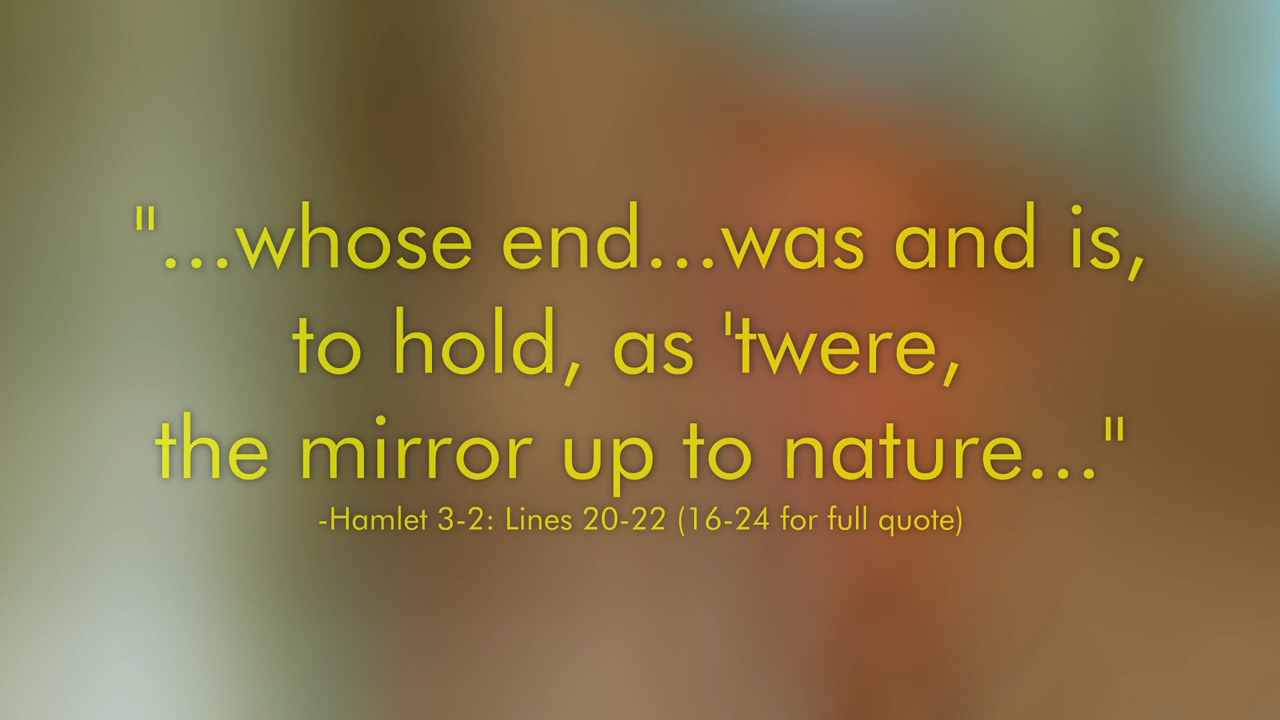 "...whose end...was and is,
to hold, as 'twere,
the mirror up to nature..."
-Hamlet 3-2: Lines 20-22 (16-24 for full quote)